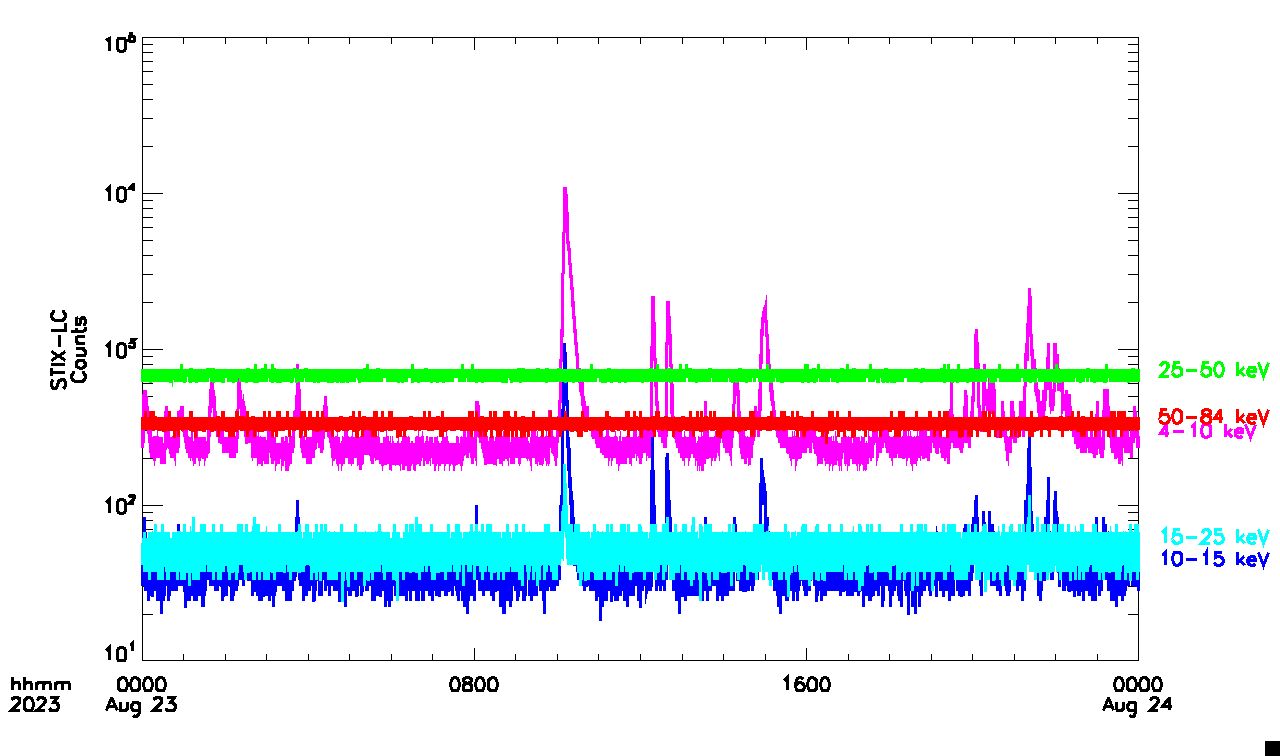 10⁶
10⁴
10³
10²
10¹
STIX-LC
Counts
25-50 keV
50-84 keV
4-10 keV
15-25 keV
10-15 keV
hhmm 0000 0800 1600 0000
2023 Aug 23 Aug 24